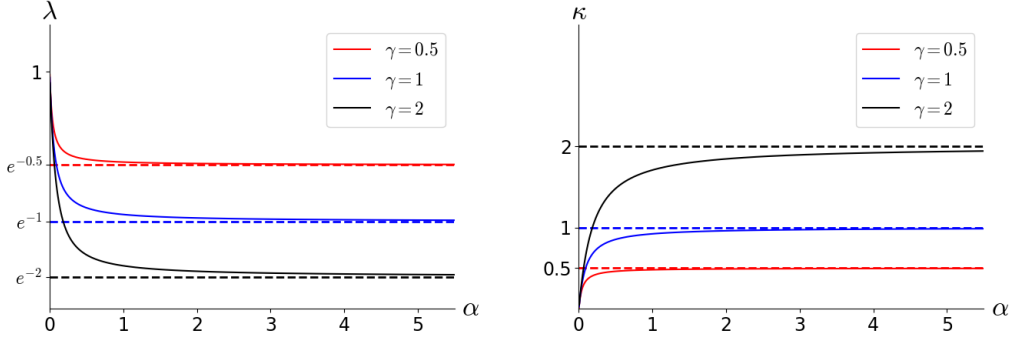 λ
γ = 0.5
γ = 1
γ = 2
1
e^{-0.5}
e^{-1}
e^{-2}
0 1 2 3 4 5
α
κ
γ = 0.5
γ = 1
γ = 2
2
1
0.5
0 1 2 3 4 5
α